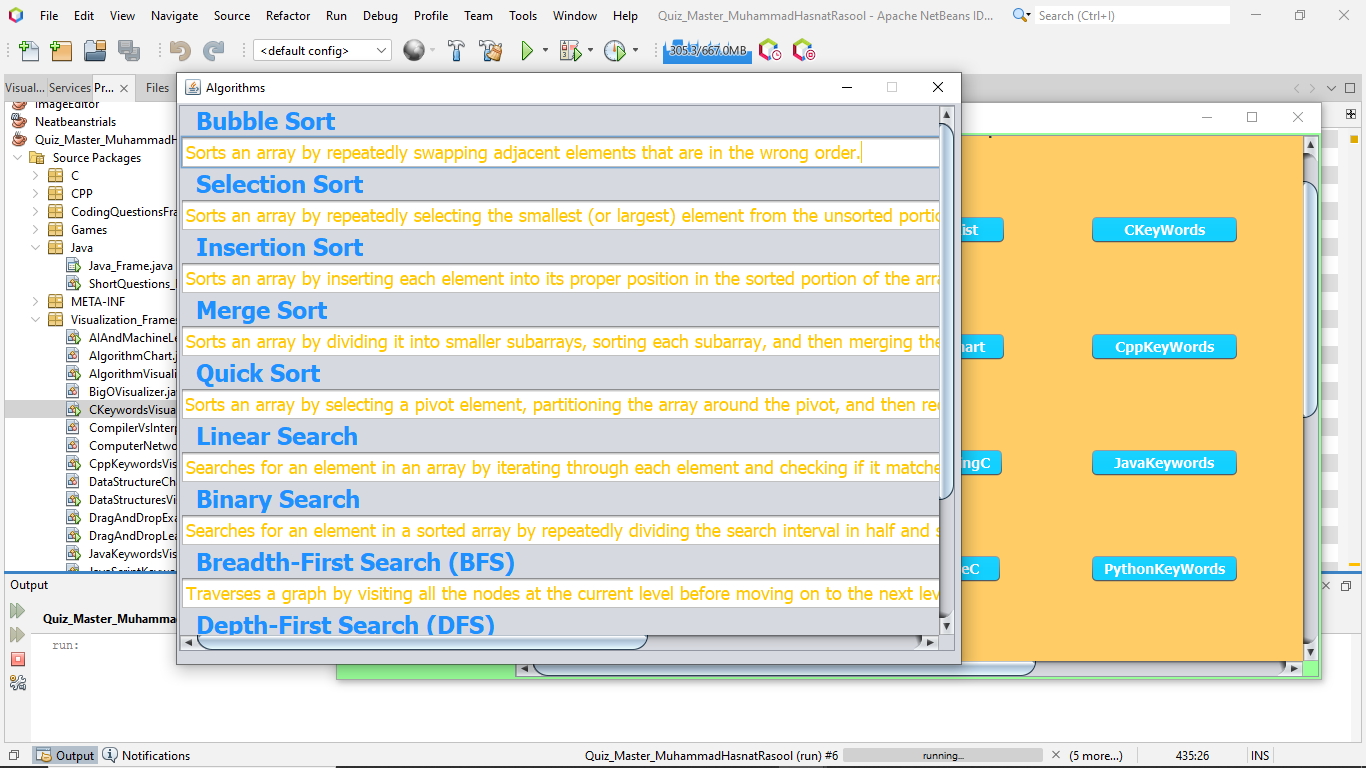 File Edit View Navigate Source Refactor Run Debug Profile Team Tools Window Help Quiz_Master_MuhammadHasnatRasool - Apache NetBeans ID... Search (Ctrl+I)
<default config> 305.3/667.0MB
Visual... Services Pr... Files
ImageEditor
Neatbeanstrials
Quiz_Master_MuhammadH
Source Packages
C
CPP
CodingQuestionsFra
Games
Java
Java_Frame.java
ShortQuestions_
META-INF
Visualization_Frames
AIAndMachineLe
AlgorithmChart.j
AlgorithmVisuali
BigOVisualizer.ja
CKeywordsVisua
CompilerVsInterp
ComputerNetwo
CppKeywordsVis
DataStructureCh
DataStructuresVi
DragAndDropExa
DragAndDropLea
JavaKeywordsVis
JavaScriptKeywo
Algorithms
Bubble Sort
Sorts an array by repeatedly swapping adjacent elements that are in the wrong order.
Selection Sort
Sorts an array by repeatedly selecting the smallest (or largest) element from the unsorted portio
Insertion Sort
Sorts an array by inserting each element into its proper position in the sorted portion of the arra
Merge Sort
Sorts an array by dividing it into smaller subarrays, sorting each subarray, and then merging the
Quick Sort
Sorts an array by selecting a pivot element, partitioning the array around the pivot, and then rec
Linear Search
Searches for an element in an array by iterating through each element and checking if it matche
Binary Search
Searches for an element in a sorted array by repeatedly dividing the search interval in half and s
Breadth-First Search (BFS)
Traverses a graph by visiting all the nodes at the current level before moving on to the next lev
Depth-First Search (DFS)
ist CKeyWords
hart CppKeyWords
ngC JavaKeywords
eC PythonKeyWords
Output
Quiz_Master_Muhamma
run:
Output Notifications Quiz_Master_MuhammadHasnatRasool (run) #6 running... (5 more...) 435:26 INS